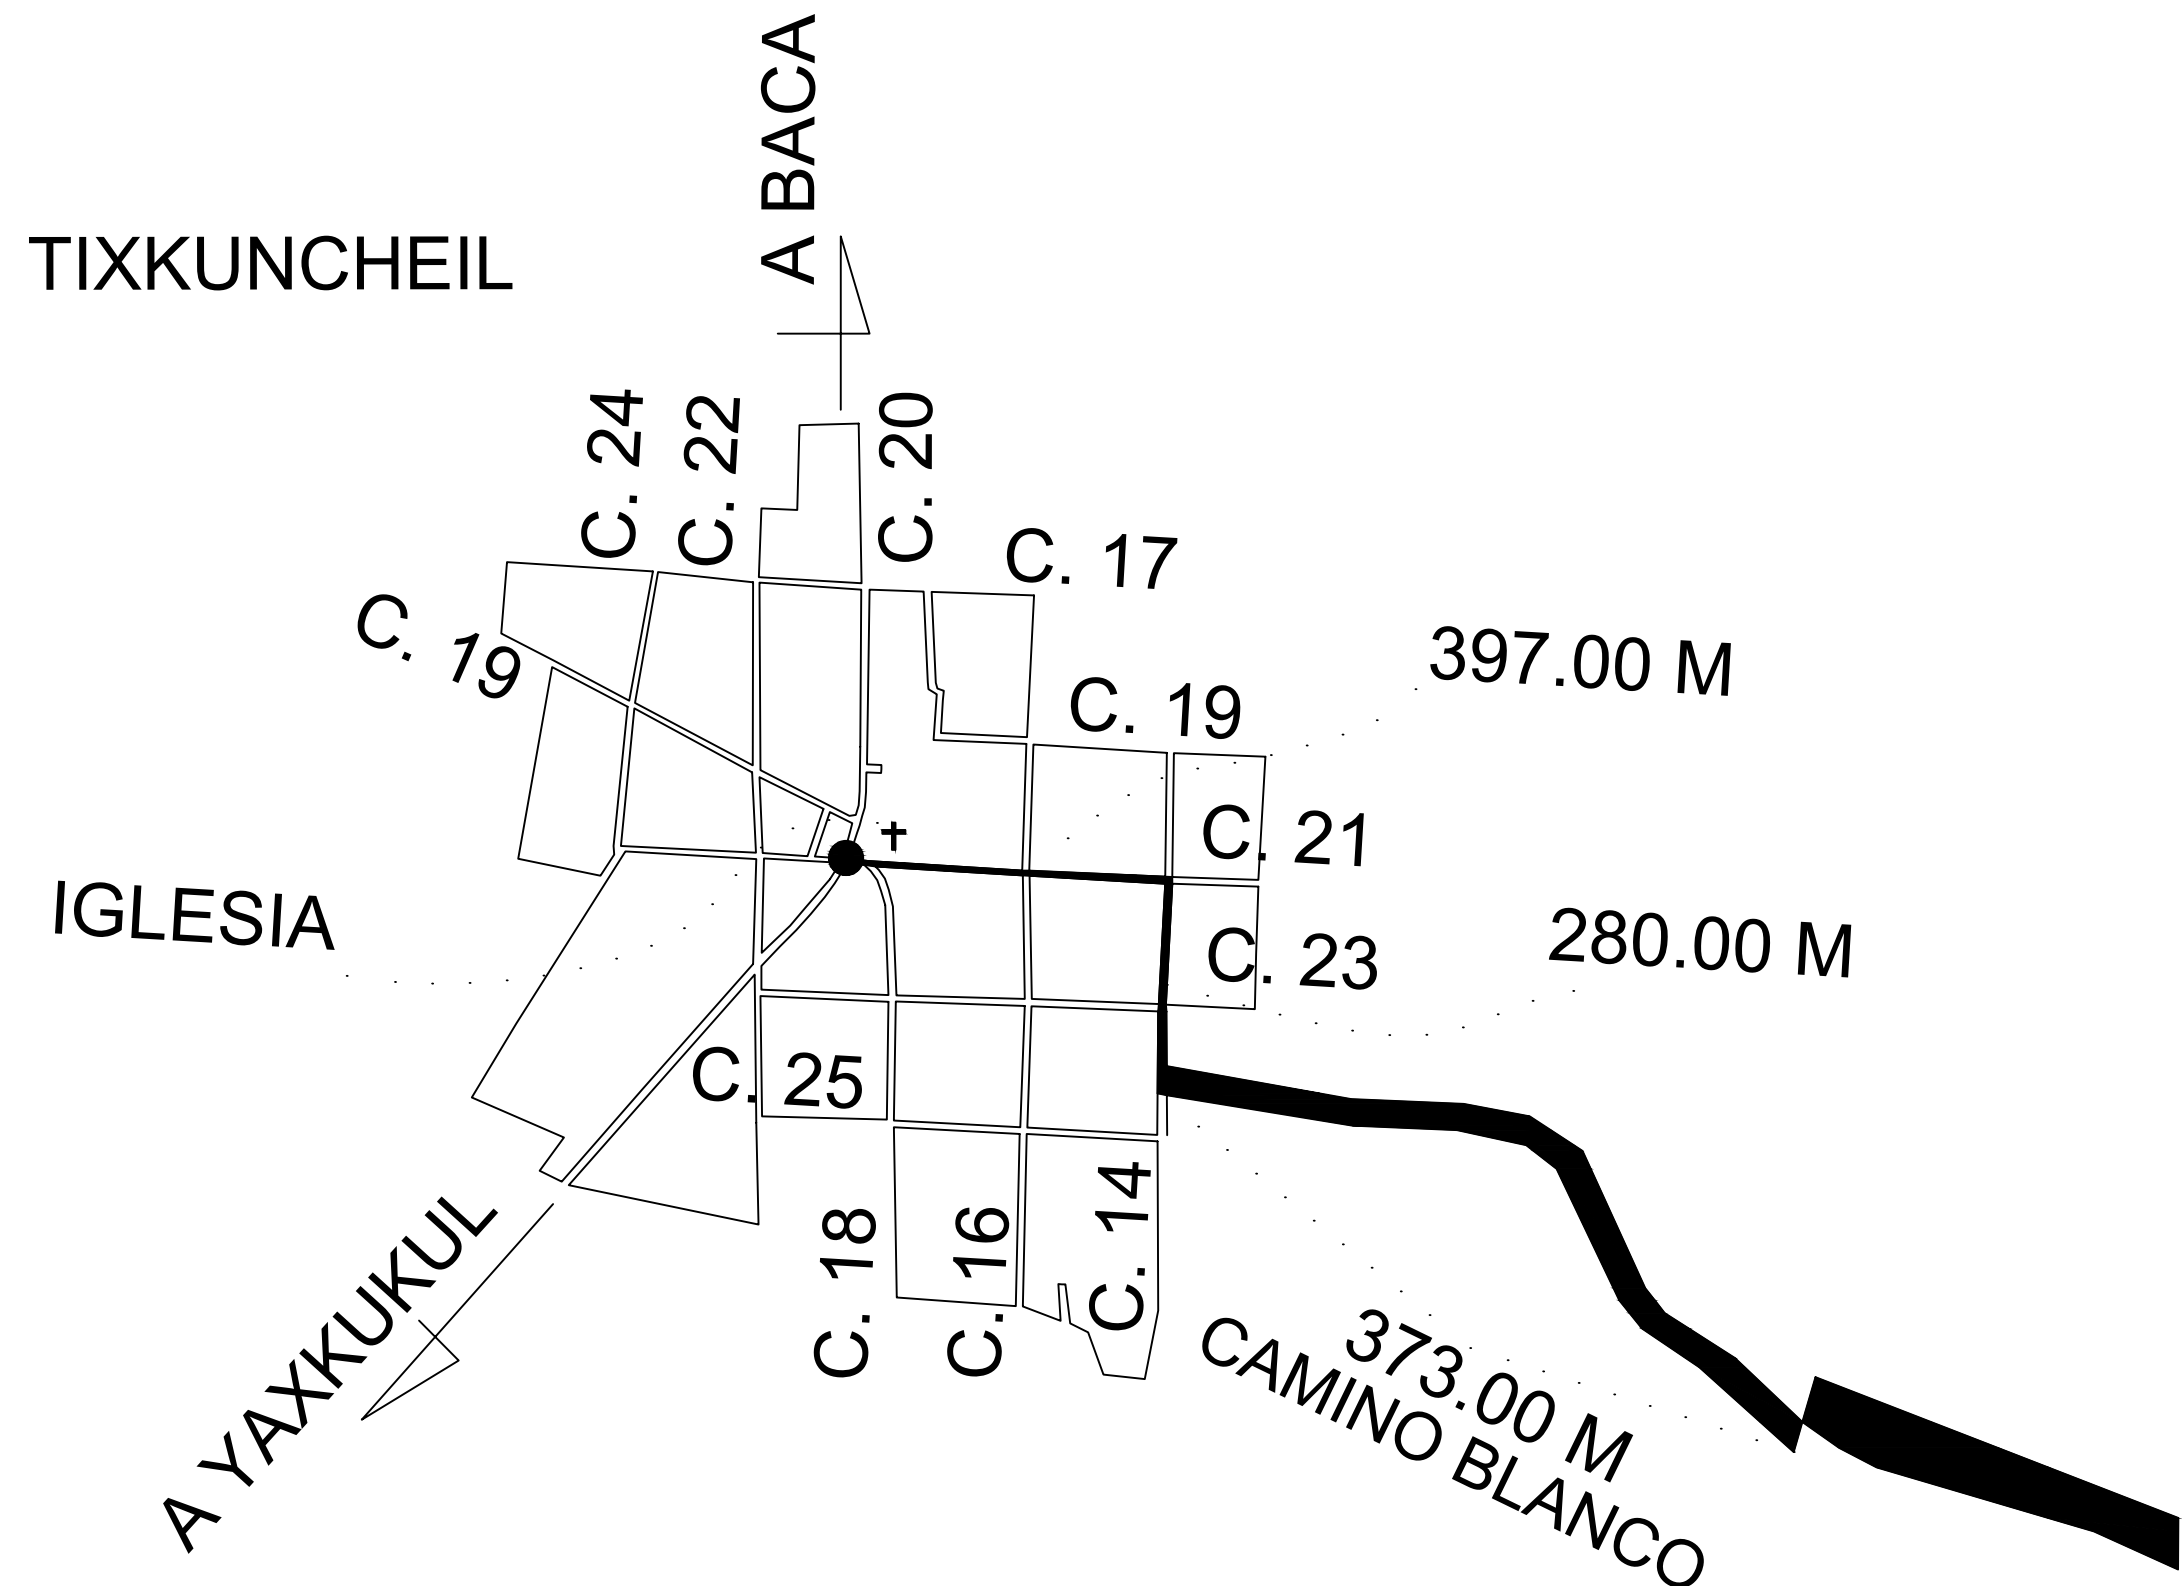 A BACA
TIXKUNCHEIL
C. 24
C. 22
C. 20
C. 17
C. 19
397.00 M
C. 19
C. 21
IGLESIA
280.00 M
C. 23
C. 25
C. 14
A YAXKUKUL
C. 18
C. 16
373.00 M
CAMINO BLANCO